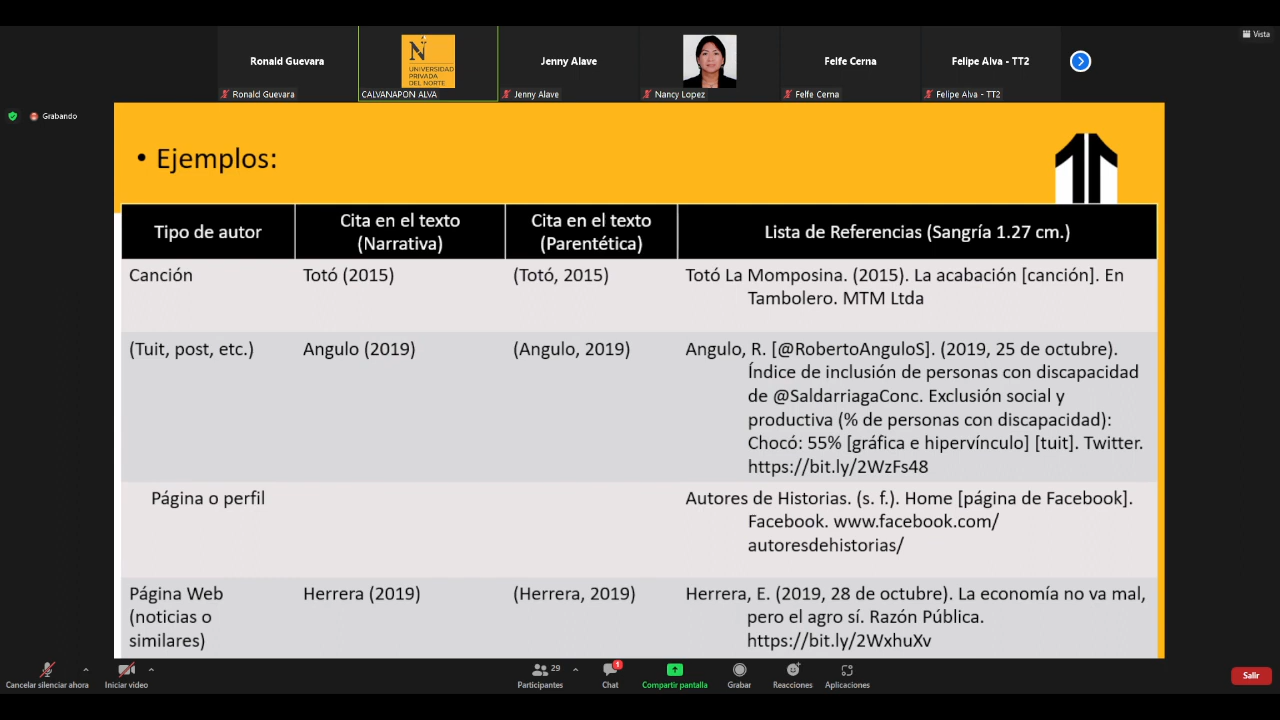 Vista
Ronald Guevara
N
UNIVERSIDAD
PRIVADA
DEL NORTE
Jenny Alave
Felfe Cerna
Felipe Alva - TT2
Ronald Guevara
CALVANAPON ALVA
Jenny Alave
Nancy Lopez
Felfe Cerna
Felipe Alva - TT2
Grabando
• Ejemplos:
Tipo de autor
Cita en el texto
(Narrativa)
Cita en el texto
(Parentética)
Lista de Referencias (Sangría 1.27 cm.)
Canción
Totó (2015)
(Totó, 2015)
Totó La Momposina. (2015). La acabación [canción]. En
Tambolero. MTM Ltda
(Tuit, post, etc.)
Angulo (2019)
(Angulo, 2019)
Angulo, R. [@RobertoAnguloS]. (2019, 25 de octubre).
Índice de inclusión de personas con discapacidad
de @SaldarriagaConc. Exclusión social y
productiva (% de personas con discapacidad):
Chocó: 55% [gráfica e hipervínculo] [tuit]. Twitter.
https://bit.ly/2WzFs48
Página o perfil
Autores de Historias. (s. f.). Home [página de Facebook].
Facebook. www.facebook.com/
autoresdehistorias/
Página Web
(noticias o
similares)
Herrera (2019)
(Herrera, 2019)
Herrera, E. (2019, 28 de octubre). La economía no va mal,
pero el agro sí. Razón Pública.
https://bit.ly/2WxhuXv
Cancelar silenciar ahora
Iniciar video
29
Participantes
1
Chat
Compartir pantalla
Grabar
Reacciones
Aplicaciones
Salir